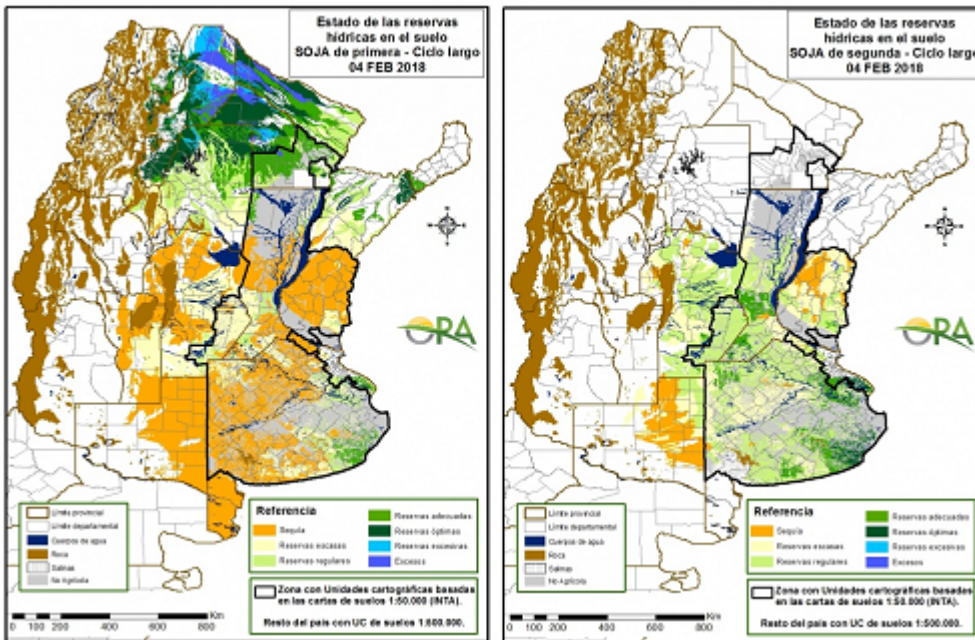 Estado de las reservas
hídricas en el suelo
SOJA de primera - Ciclo largo
04 FEB 2018
ORA
Límite provincial
Límite departamental
Cuerpos de agua
Roca
Salinas
No Agrícola
Referencia
Sequía
Reservas escasas
Reservas regulares
Reservas adecuadas
Reservas óptimas
Reservas excesivas
Excesos
Zona con Unidades cartográficas basadas
en las cartas de suelos 1:50.000 (INTA).
Resto del país con UC de suelos 1:500.000.
0 100 200 400 600 800 Km
Estado de las reservas
hídricas en el suelo
SOJA de segunda - Ciclo largo
04 FEB 2018
ORA
Límite provincial
Límite departamental
Cuerpos de agua
Roca
Salinas
No Agrícola
Referencia
Sequía
Reservas escasas
Reservas regulares
Reservas adecuadas
Reservas óptimas
Reservas excesivas
Excesos
Zona con Unidades cartográficas basadas
en las cartas de suelos 1:50.000 (INTA).
Resto del país con UC de suelos 1:500.000.
0 100 200 400 600 800 Km